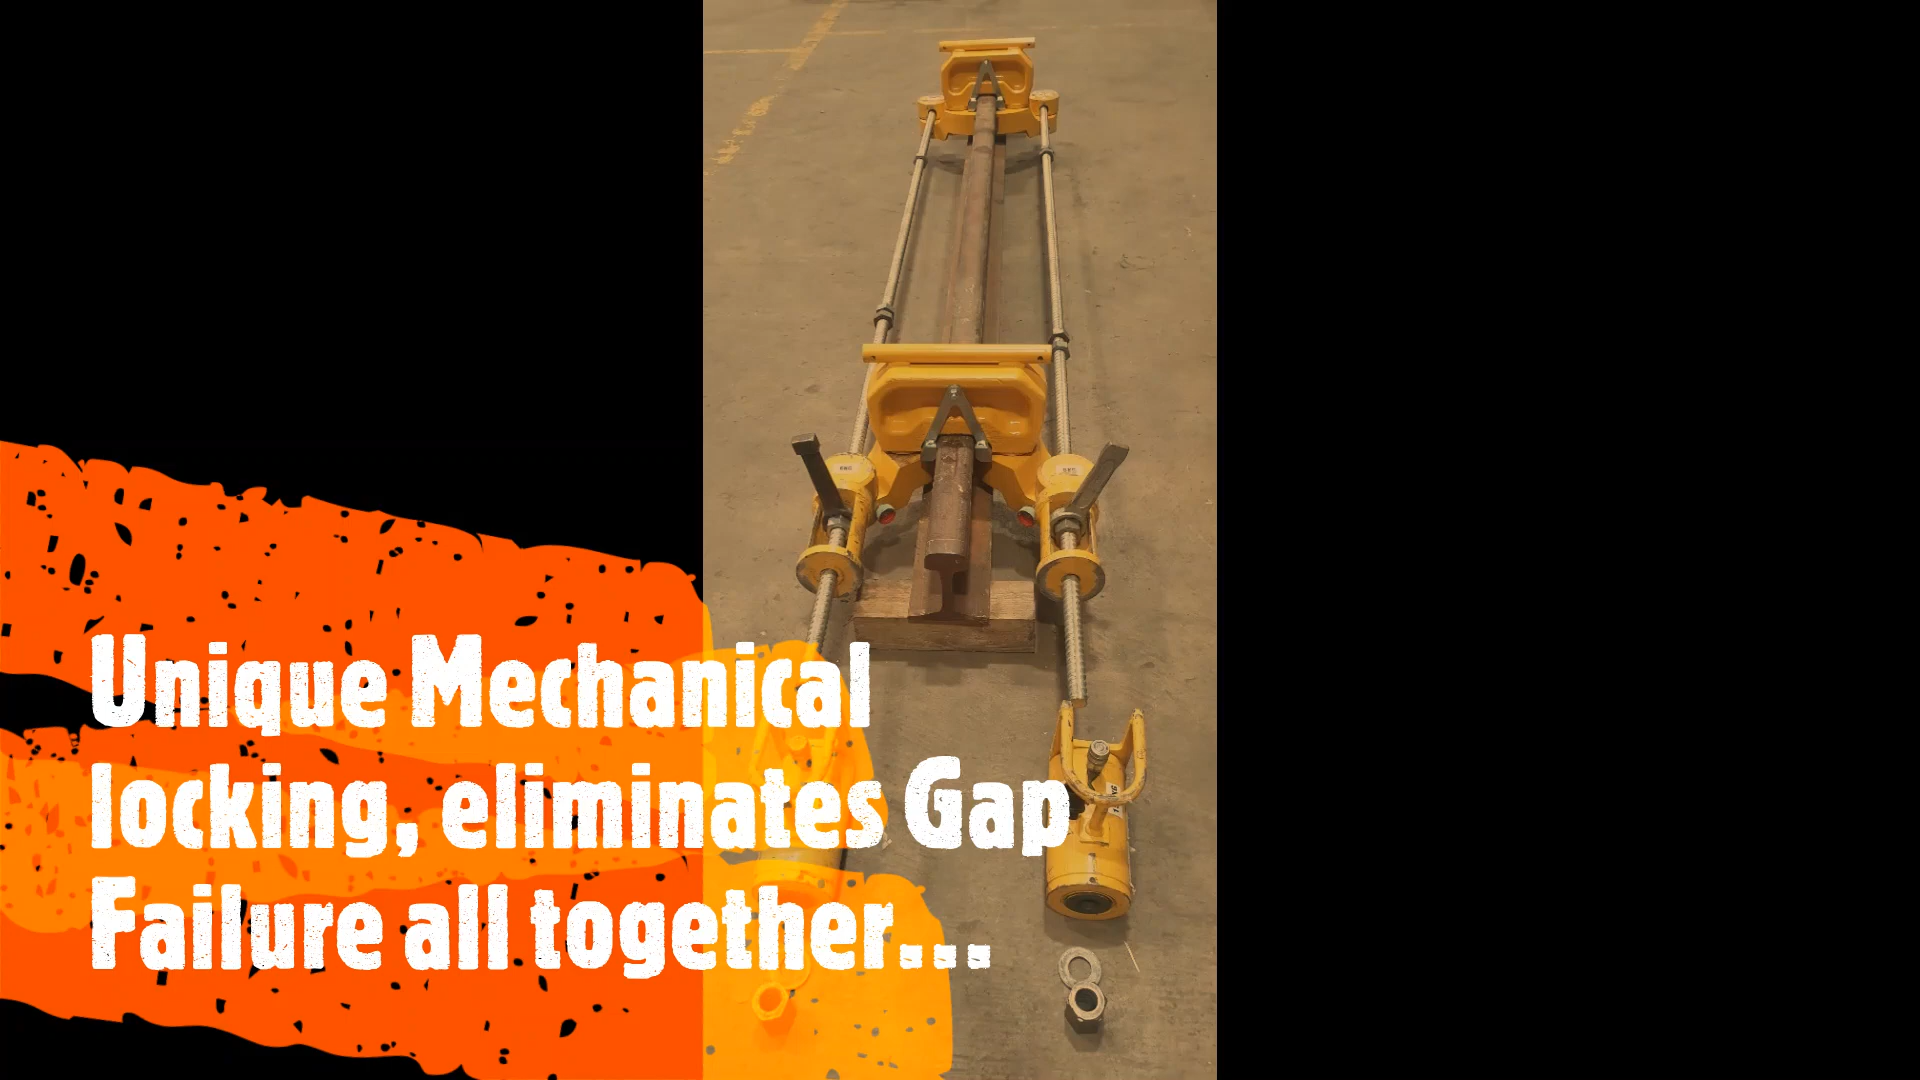 Unique Mechanical
locking, eliminates Gap
Failure all together...